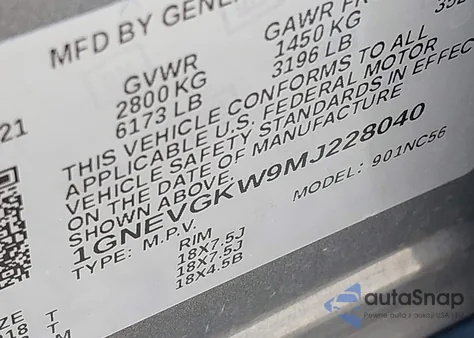 MFD BY GENE
21
GVWR
2800 KG
6173 LB
GAWR FR
1450 KG
3196 LB
THIS VEHICLE CONFORMS TO ALL
APPLICABLE U.S. FEDERAL MOTOR
VEHICLE SAFETY STANDARDS IN EFFEC
ON THE DATE OF MANUFACTURE
SHOWN ABOVE.
1GNEVGKW9MJ228040
TYPE: M.P.V. MODEL: 901NC56
RIM
18X7.5J
18X7.5J
18X4.5B
ZE T
autoSnap